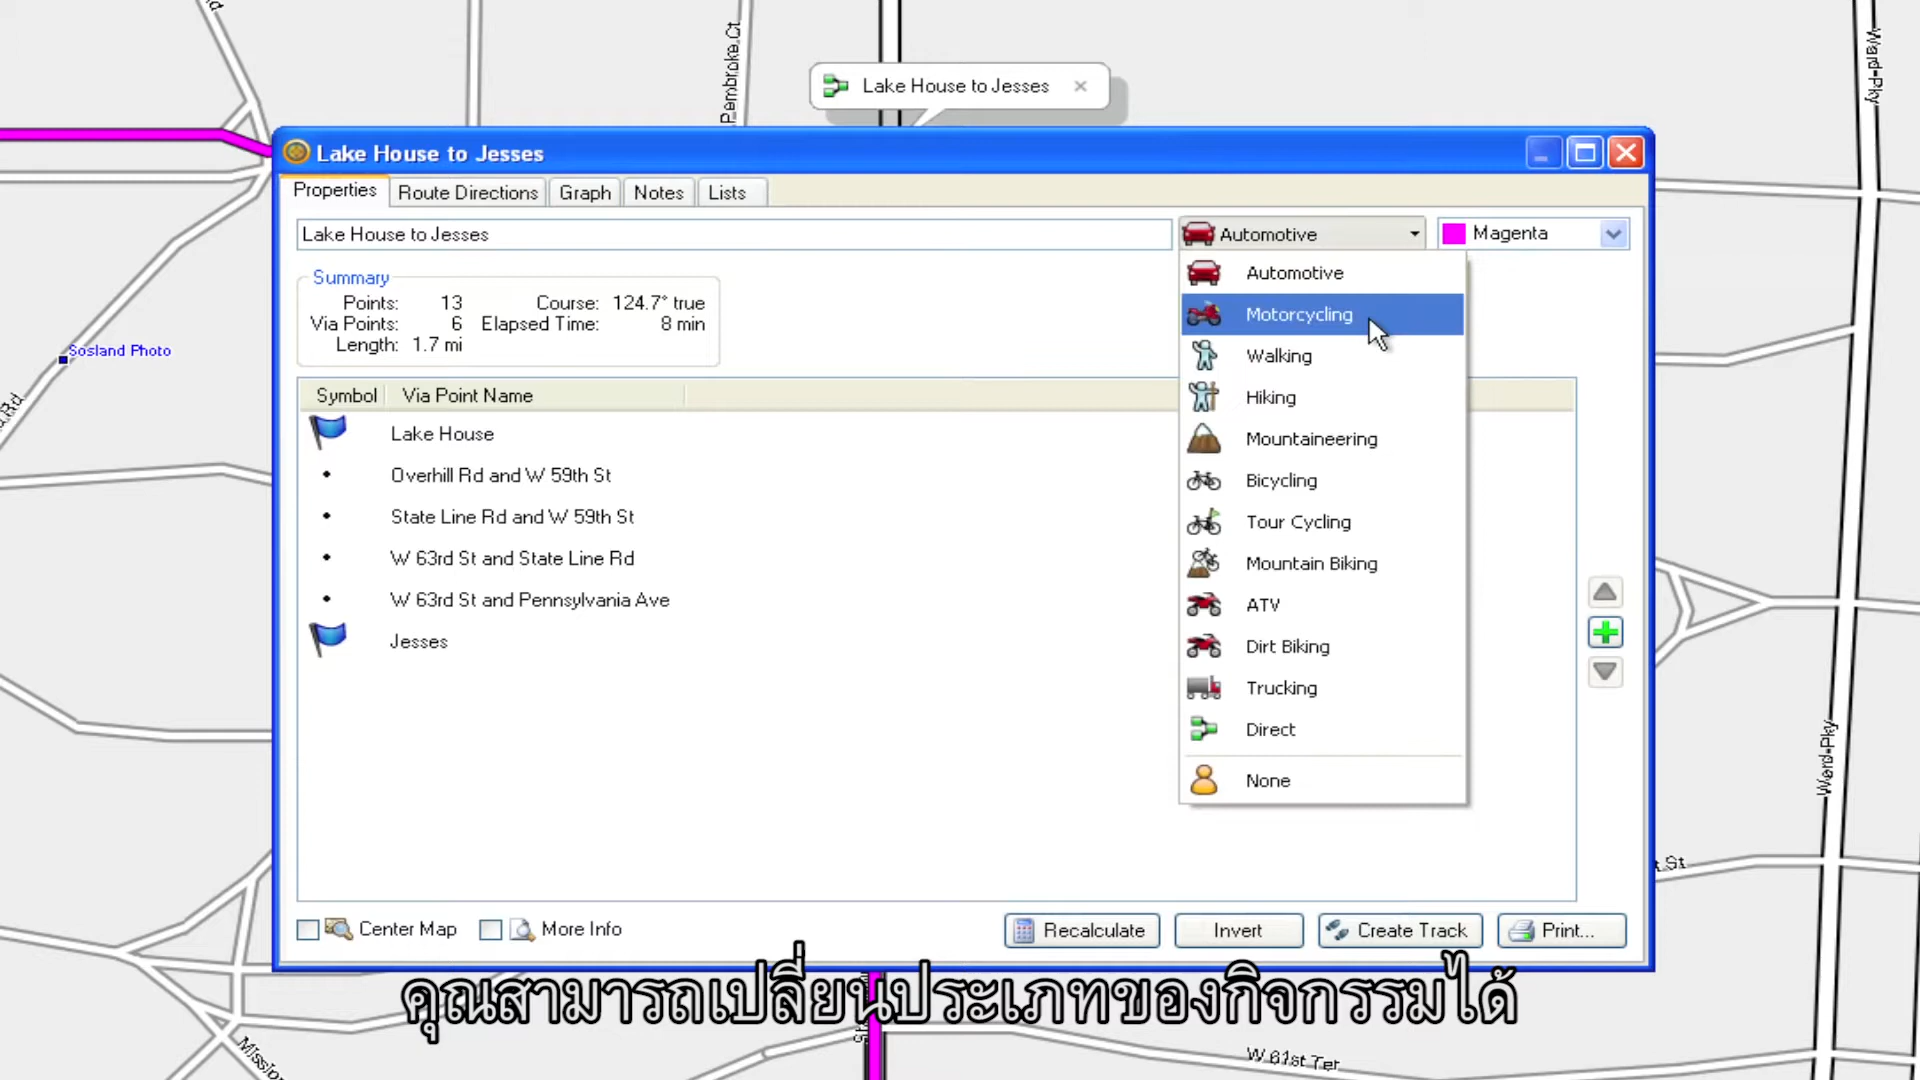 Pembroke Ct
Ward Pky
Lake House to Jesses
Lake House to Jesses
Properties
Route Directions
Graph
Notes
Lists
Lake House to Jesses
Automotive
Magenta
Summary
Points: 13 Course: 124.7° true
Via Points: 6 Elapsed Time: 8 min
Length: 1.7 mi
Automotive
Motorcycling
Walking
Hiking
Mountaineering
Bicycling
Tour Cycling
Mountain Biking
ATV
Dirt Biking
Trucking
Direct
None
Sosland Photo
Rd
Symbol Via Point Name
Lake House
Overhill Rd and W 59th St
State Line Rd and W 59th St
W 63rd St and State Line Rd
W 63rd St and Pennsylvania Ave
Jesses
Ward Pky
St
Center Map
More Info
Recalculate
Invert
Create Track
Print...
คุณสามารถเปลี่ยนประเภทของกิจกรรมได้
Missio
W 61st Ter